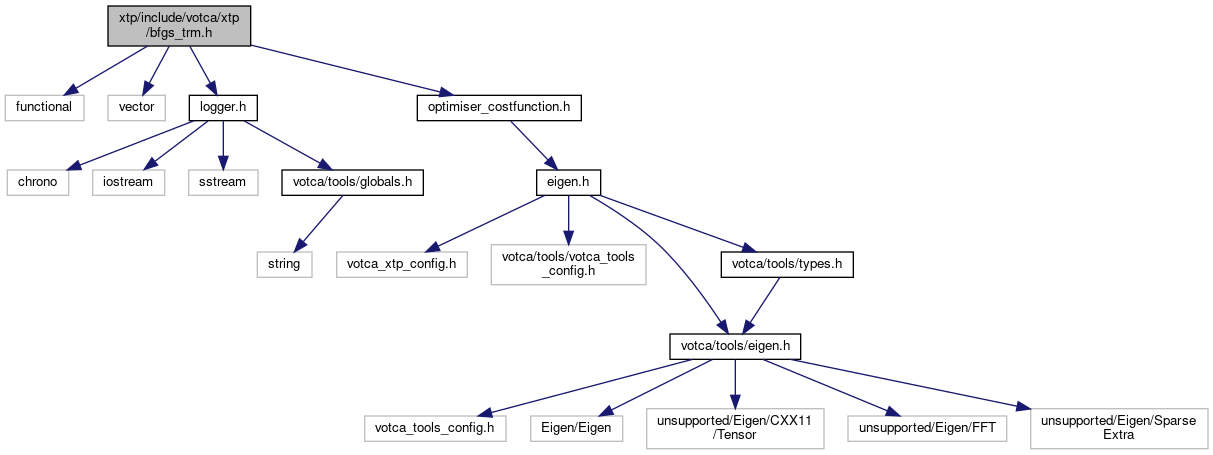 xtp/include/votca/xtp
/bfgs_trm.h
functional
vector
logger.h
optimiser_costfunction.h
chrono
iostream
sstream
votca/tools/globals.h
eigen.h
string
votca_xtp_config.h
votca/tools/votca_tools
_config.h
votca/tools/types.h
votca/tools/eigen.h
votca_tools_config.h
Eigen/Eigen
unsupported/Eigen/CXX11
/Tensor
unsupported/Eigen/FFT
unsupported/Eigen/Sparse
Extra